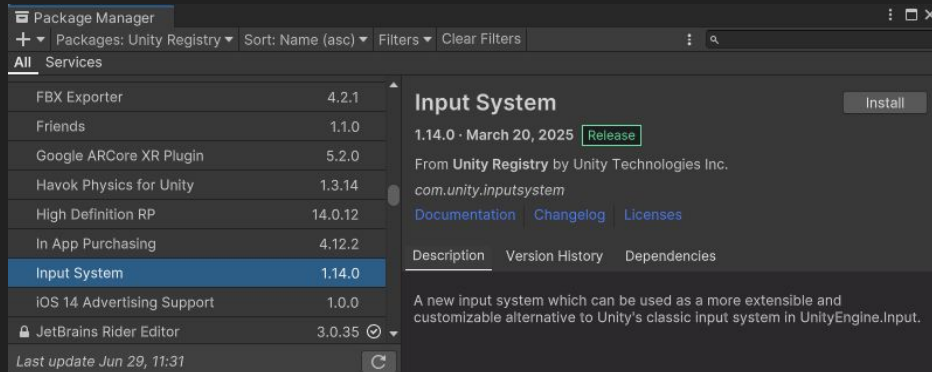 Package Manager
Packages: Unity Registry Sort: Name (asc) Filters Clear Filters
All Services
FBX Exporter 4.2.1
Friends 1.1.0
Google ARCore XR Plugin 5.2.0
Havok Physics for Unity 1.3.14
High Definition RP 14.0.12
In App Purchasing 4.12.2
Input System 1.14.0
iOS 14 Advertising Support 1.0.0
JetBrains Rider Editor 3.0.35
Last update Jun 29, 11:31
Input System
Install
1.14.0 · March 20, 2025 Release
From Unity Registry by Unity Technologies Inc.
com.unity.inputsystem
Documentation Changelog Licenses
Description Version History Dependencies
A new input system which can be used as a more extensible and
customizable alternative to Unity's classic input system in UnityEngine.Input.